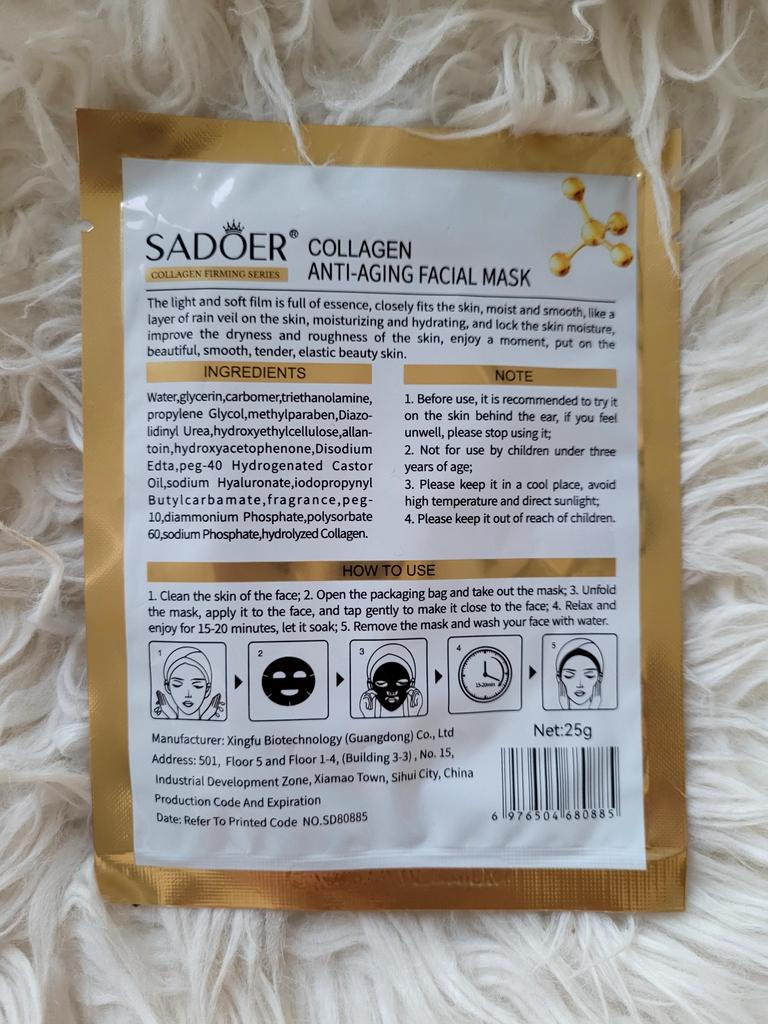 SADOER®
COLLAGEN FIRMING SERIES
COLLAGEN
ANTI-AGING FACIAL MASK
The light and soft film is full of essence, closely fits the skin, moist and smooth, like a
layer of rain veil on the skin, moisturizing and hydrating, and lock the skin moisture,
improve the dryness and roughness of the skin, enjoy a moment, put on the
beautiful, smooth, tender, elastic beauty skin.
INGREDIENTS
Water,glycerin,carbomer,triethanolamine,
propylene Glycol,methylparaben,Diazo-
lidinyl Urea,hydroxyethylcellulose,allan-
toin,hydroxyacetophenone,Disodium
Edta,peg-40 Hydrogenated Castor
Oil,sodium Hyaluronate,iodopropynyl
Butylcarbamate,fragrance,peg-
10,diammonium Phosphate,polysorbate
60,sodium Phosphate,hydrolyzed Collagen.
NOTE
1. Before use, it is recommended to try it
on the skin behind the ear, if you feel
unwell, please stop using it;
2. Not for use by children under three
years of age;
3. Please keep it in a cool place, avoid
high temperature and direct sunlight;
4. Please keep it out of reach of children.
HOW TO USE
1. Clean the skin of the face; 2. Open the packaging bag and take out the mask; 3. Unfold
the mask, apply it to the face, and tap gently to make it close to the face; 4. Relax and
enjoy for 15-20 minutes, let it soak; 5. Remove the mask and wash your face with water.
1
2
3
4
15-20min
5
Manufacturer: Xingfu Biotechnology (Guangdong) Co., Ltd
Address: 501, Floor 5 and Floor 1-4, (Building 3-3) , No. 15,
Industrial Development Zone, Xiamao Town, Sihui City, China
Production Code And Expiration
Date: Refer To Printed Code NO.SD80885
Net:25g
6 976504 680885